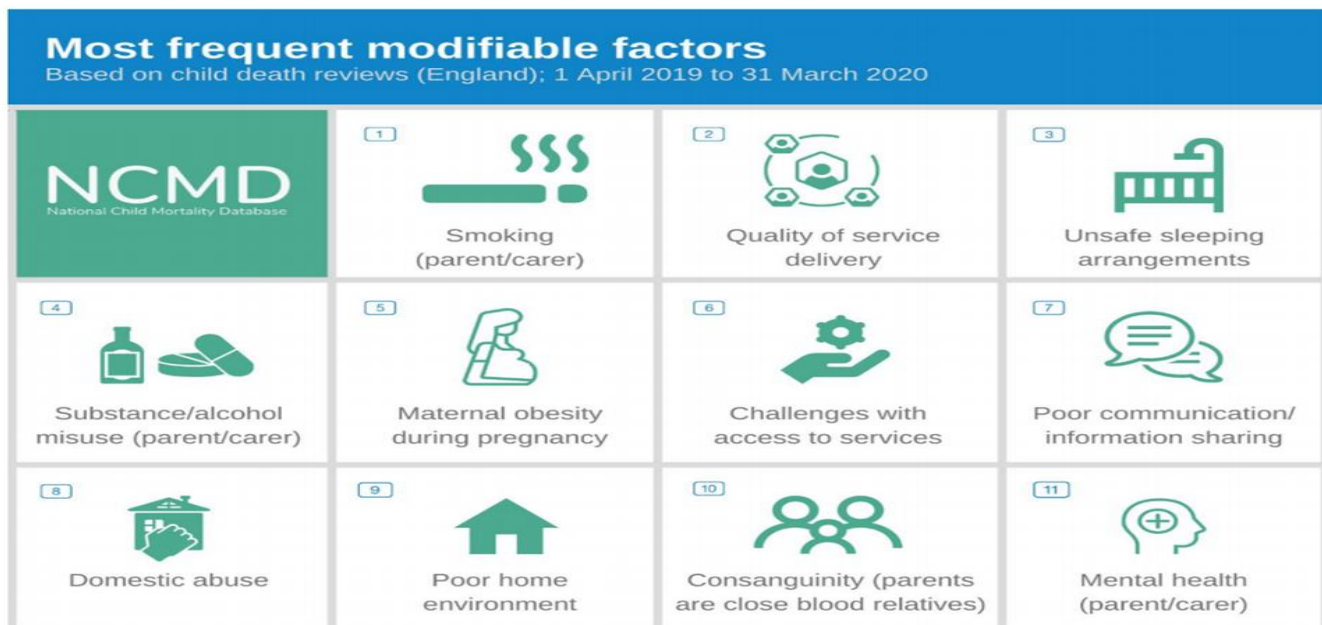 Most frequent modifiable factors
Based on child death reviews (England); 1 April 2019 to 31 March 2020
NCMD
National Child Mortality Database
1
Smoking
(parent/carer)
2
Quality of service
delivery
3
Unsafe sleeping
arrangements
4
Substance/alcohol
misuse (parent/carer)
5
Maternal obesity
during pregnancy
6
Challenges with
access to services
7
Poor communication/
information sharing
8
Domestic abuse
9
Poor home
environment
10
Consanguinity (parents
are close blood relatives)
11
Mental health
(parent/carer)